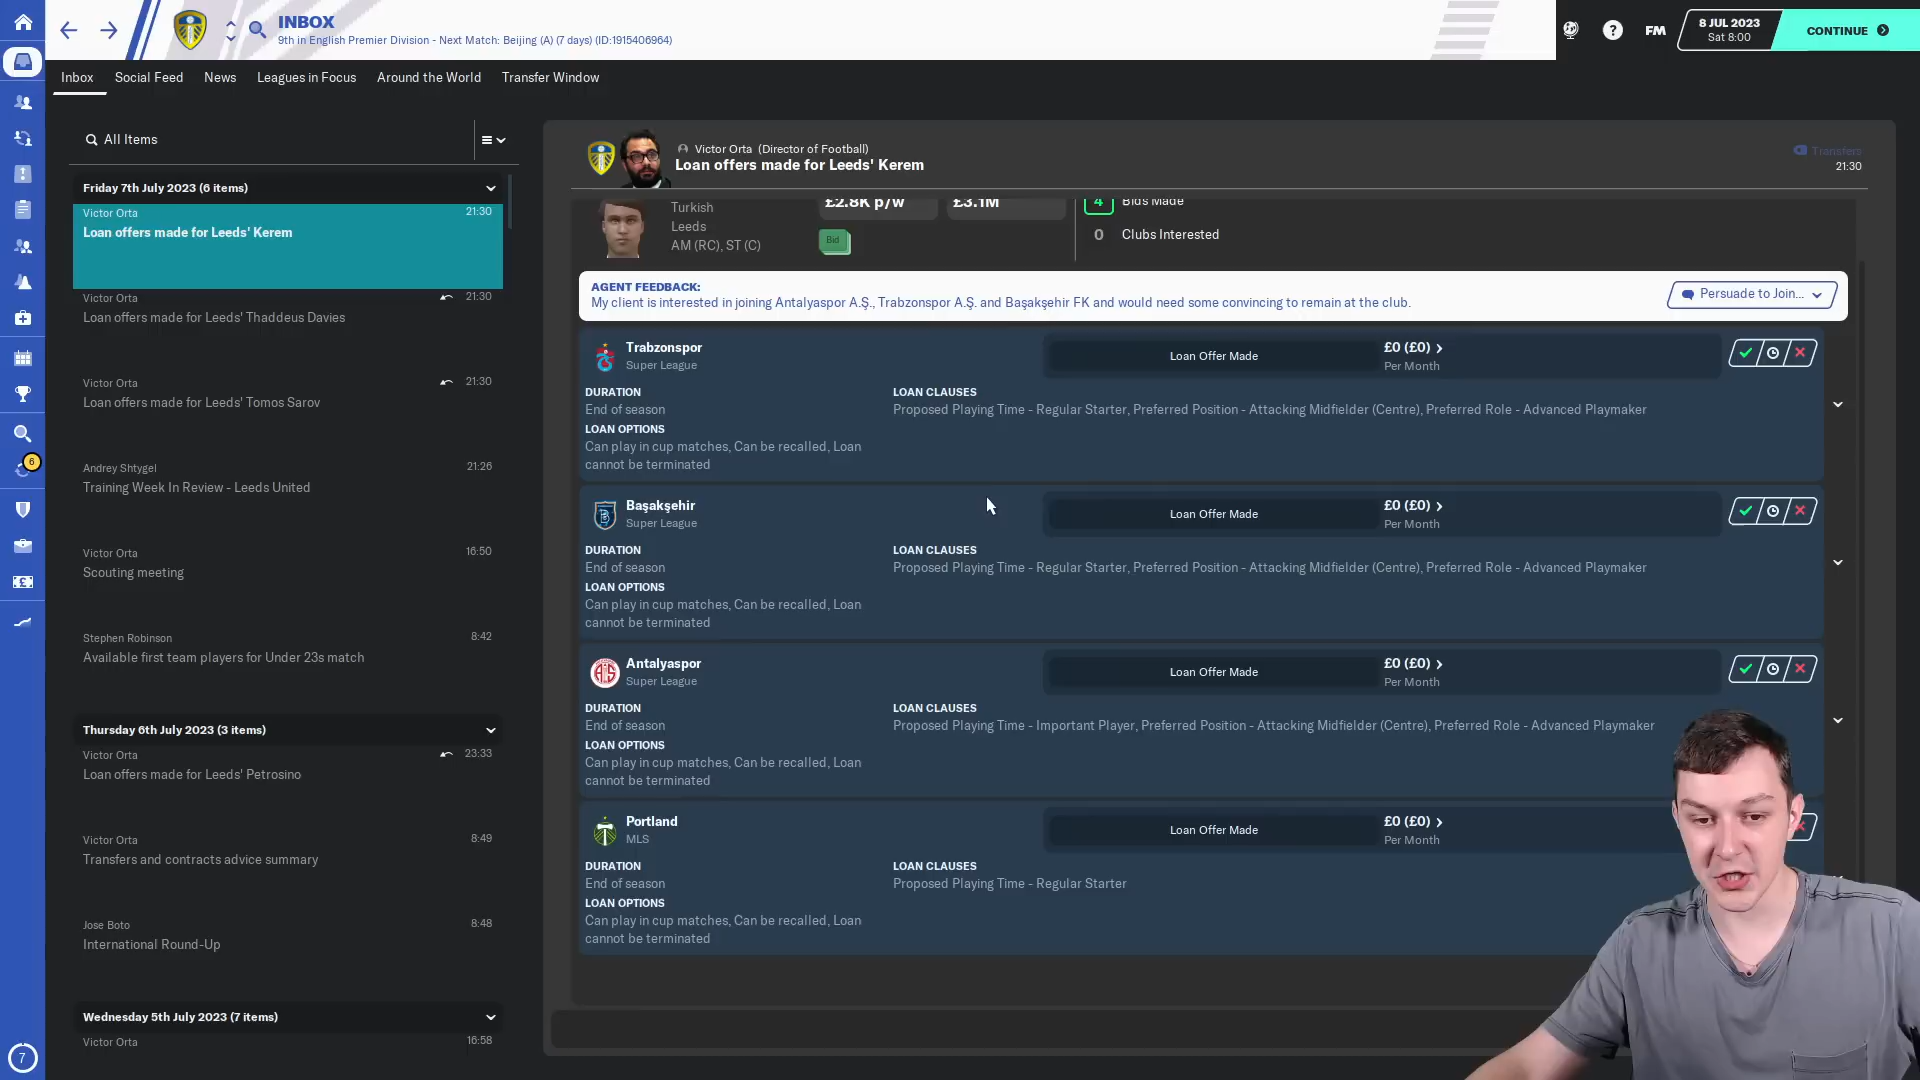 INBOX
9th in English Premier Division - Next Match: Beijing (A) (7 days) (ID:1915406964)
FM
8 JUL 2023
Sat 8:00
CONTINUE
Inbox
Social Feed
News
Leagues in Focus
Around the World
Transfer Window
All Items
Friday 7th July 2023 (6 items)
Victor Orta
21:30
Loan offers made for Leeds' Kerem
Victor Orta
21:30
Loan offers made for Leeds' Thaddeus Davies
Victor Orta
21:30
Loan offers made for Leeds' Tomos Sarov
Andrey Shtygel
21:26
Training Week In Review - Leeds United
Victor Orta
16:50
Scouting meeting
Stephen Robinson
8:42
Available first team players for Under 23s match
Thursday 6th July 2023 (3 items)
Victor Orta
23:33
Loan offers made for Leeds' Petrosino
Victor Orta
8:49
Transfers and contracts advice summary
Jose Boto
8:48
International Round-Up
Wednesday 5th July 2023 (7 items)
Victor Orta
16:58
6
7
Victor Orta (Director of Football)
Loan offers made for Leeds' Kerem
Transfers
21:30
Turkish
Leeds
AM (RC), ST (C)
£2.8K p/w
£3.1M
Bid
4 Bids Made
0 Clubs Interested
AGENT FEEDBACK:
My client is interested in joining Antalyaspor A.Ş., Trabzonspor A.Ş. and Başakşehir FK and would need some convincing to remain at the club.
Persuade to Join...
Trabzonspor
Super League
Loan Offer Made
£0 (£0)
Per Month
DURATION
End of season
LOAN OPTIONS
Can play in cup matches, Can be recalled, Loan
cannot be terminated
LOAN CLAUSES
Proposed Playing Time - Regular Starter, Preferred Position - Attacking Midfielder (Centre), Preferred Role - Advanced Playmaker
Başakşehir
Super League
Loan Offer Made
£0 (£0)
Per Month
DURATION
End of season
LOAN OPTIONS
Can play in cup matches, Can be recalled, Loan
cannot be terminated
LOAN CLAUSES
Proposed Playing Time - Regular Starter, Preferred Position - Attacking Midfielder (Centre), Preferred Role - Advanced Playmaker
Antalyaspor
Super League
Loan Offer Made
£0 (£0)
Per Month
DURATION
End of season
LOAN OPTIONS
Can play in cup matches, Can be recalled, Loan
cannot be terminated
LOAN CLAUSES
Proposed Playing Time - Important Player, Preferred Position - Attacking Midfielder (Centre), Preferred Role - Advanced Playmaker
Portland
MLS
Loan Offer Made
£0 (£0)
Per Month
DURATION
End of season
LOAN OPTIONS
Can play in cup matches, Can be recalled, Loan
cannot be terminated
LOAN CLAUSES
Proposed Playing Time - Regular Starter